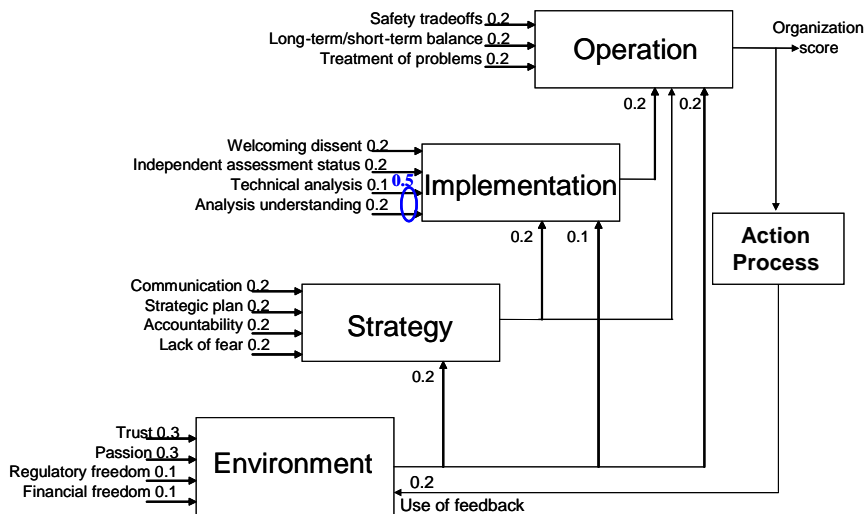 Safety tradeoffs 0.2
Long-term/short-term balance 0.2
Treatment of problems 0.2
Operation
Organization
score
0.2
0.2
Welcoming dissent 0.2
Independent assessment status 0.2
Technical analysis 0.1
0.5
Analysis understanding 0.2
Implementation
0.2
0.1
Action
Process
Communication 0.2
Strategic plan 0.2
Accountability 0.2
Lack of fear 0.2
Strategy
0.2
Trust 0.3
Passion 0.3
Regulatory freedom 0.1
Financial freedom 0.1
Environment
0.2
Use of feedback